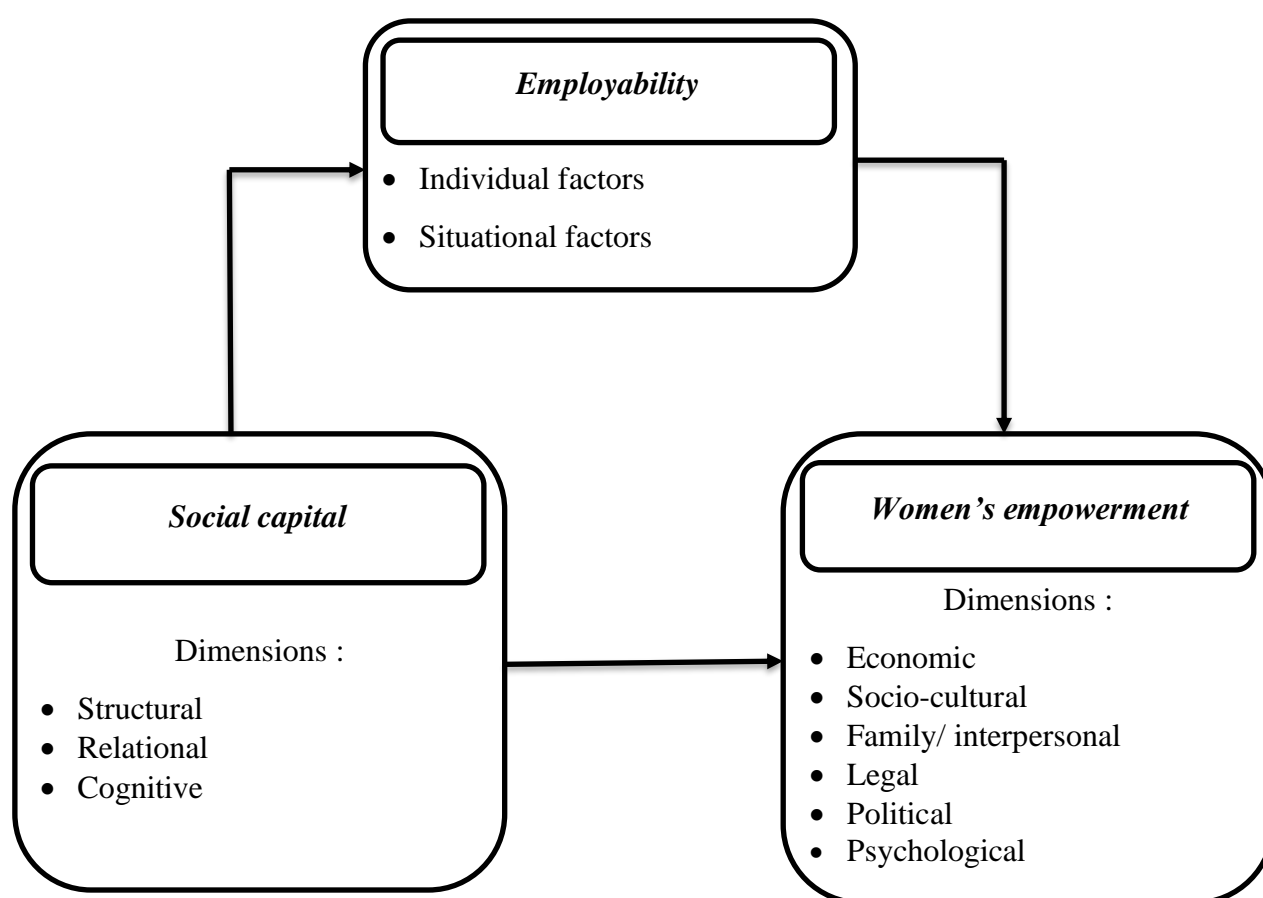 Employability
• Individual factors
• Situational factors
Social capital
Dimensions :
• Structural
• Relational
• Cognitive
Women’s empowerment
Dimensions :
• Economic
• Socio-cultural
• Family/ interpersonal
• Legal
• Political
• Psychological